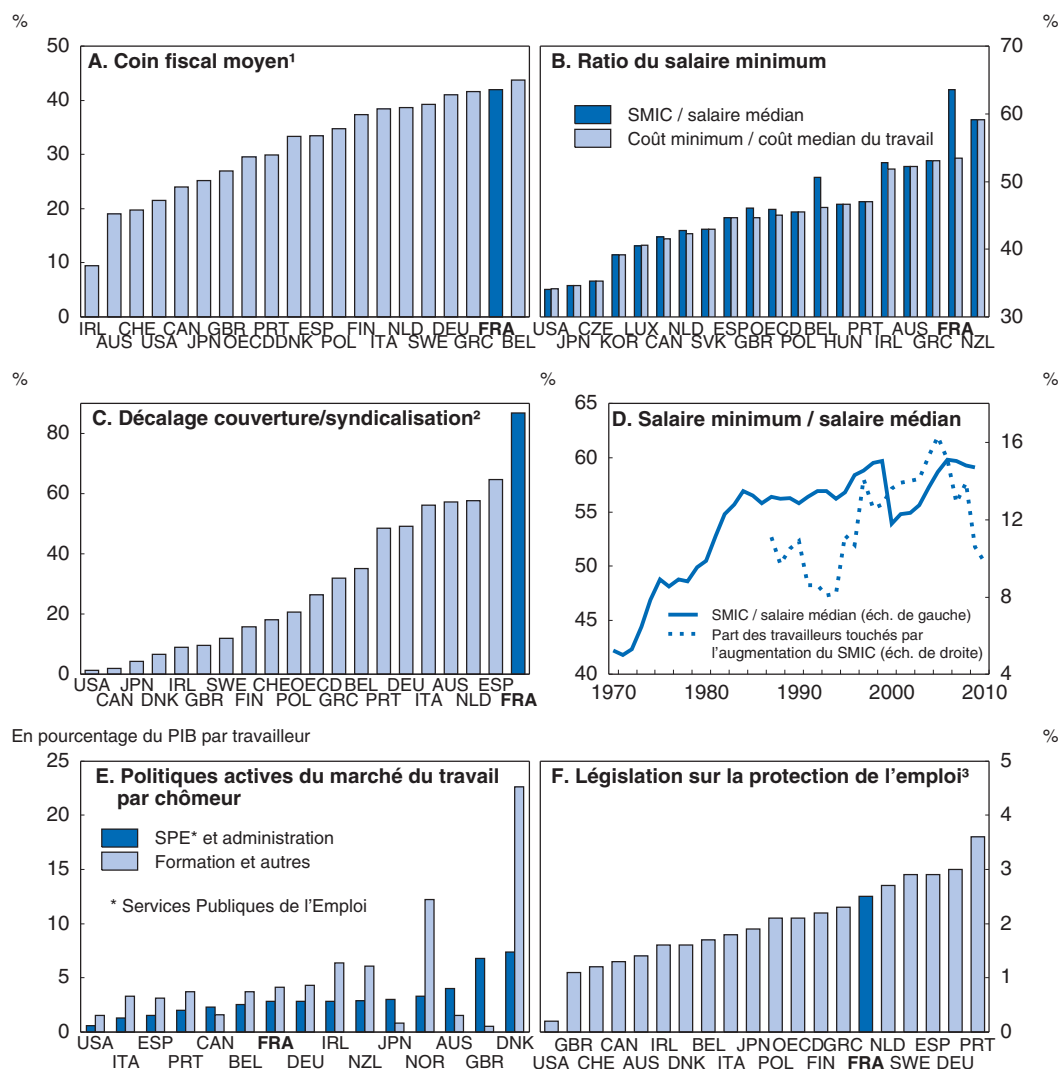 %
%
A. Coin fiscal moyen¹
50
40
30
20
10
0
IRL CHE CAN GBR PRT ESP FIN NLD DEU FRA
AUS USA JPN OECD DNK POL ITA SWE GRC BEL
B. Ratio du salaire minimum
SMIC / salaire médian
Coût minimum / coût median du travail
70
60
50
40
30
USA CZE LUX NLD ESP OECD BEL PRT AUS FRA
JPN KOR CAN SVK GBR POL HUN IRL GRC NZL
%
%
%
C. Décalage couverture/syndicalisation²
80
60
40
20
0
USA JPN IRL SWE CHE OECD BEL DEU AUS ESP
CAN DNK GBR FIN POL GRC PRT ITA NLD FRA
D. Salaire minimum / salaire médian
65
60
55
50
45
40
16
12
8
4
SMIC / salaire médian (éch. de gauche)
Part des travailleurs touchés par
l'augmentation du SMIC (éch. de droite)
1970 1980 1990 2000 2010
En pourcentage du PIB par travailleur
%
E. Politiques actives du marché du travail
par chômeur
25
20
15
10
5
0
SPE* et administration
Formation et autres
* Services Publiques de l'Emploi
USA ESP CAN FRA IRL JPN AUS DNK
ITA PRT BEL DEU NZL NOR GBR
F. Législation sur la protection de l'emploi³
5
4
3
2
1
0
GBR CAN IRL BEL JPN OECD GRC NLD ESP PRT
USA CHE AUS DNK ITA POL FIN FRA SWE DEU